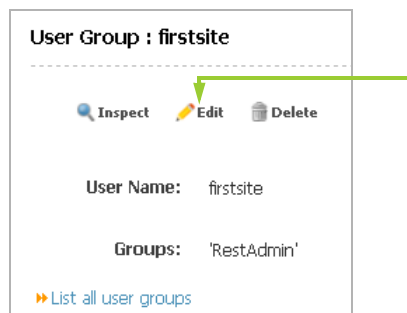 User Group : firstsite
Inspect Edit Delete
User Name: firstsite
Groups: 'RestAdmin'
List all user groups